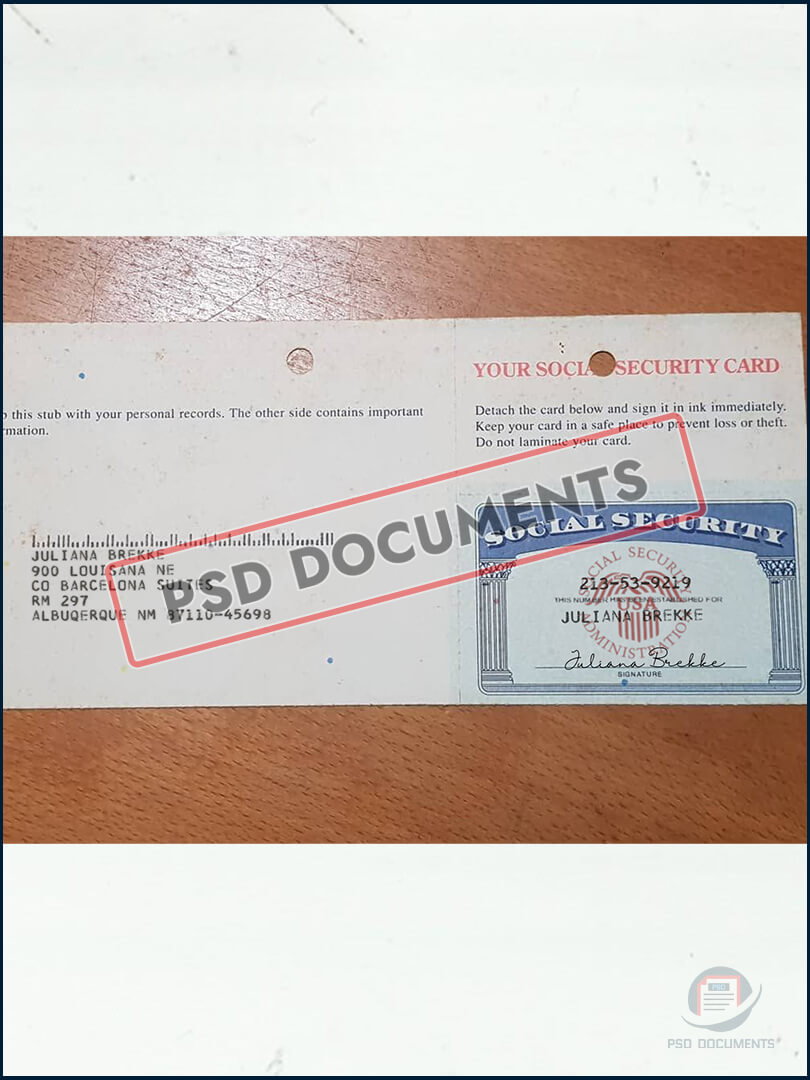 YOUR SOCIAL SECURITY CARD
p this stub with your personal records. The other side contains important
rmation.
Detach the card below and sign it in ink immediately.
Keep your card in a safe place to prevent loss or theft.
Do not laminate your card.
PSD DOCUMENTS
JULIANA BREKKE
900 LOUISANA NE
CO BARCELONA SUITES
RM 297
ALBUQERQUE NM 87110-45698
SOCIAL SECURITY
SOCIAL SECURITY
213-53-9219
THIS NUMBER HAS BEEN ESTABLISHED FOR
USA
JULIANA BREKKE
ADMINISTRATION
Juliana Brekke
SIGNATURE
PSD
PSD DOCUMENTS